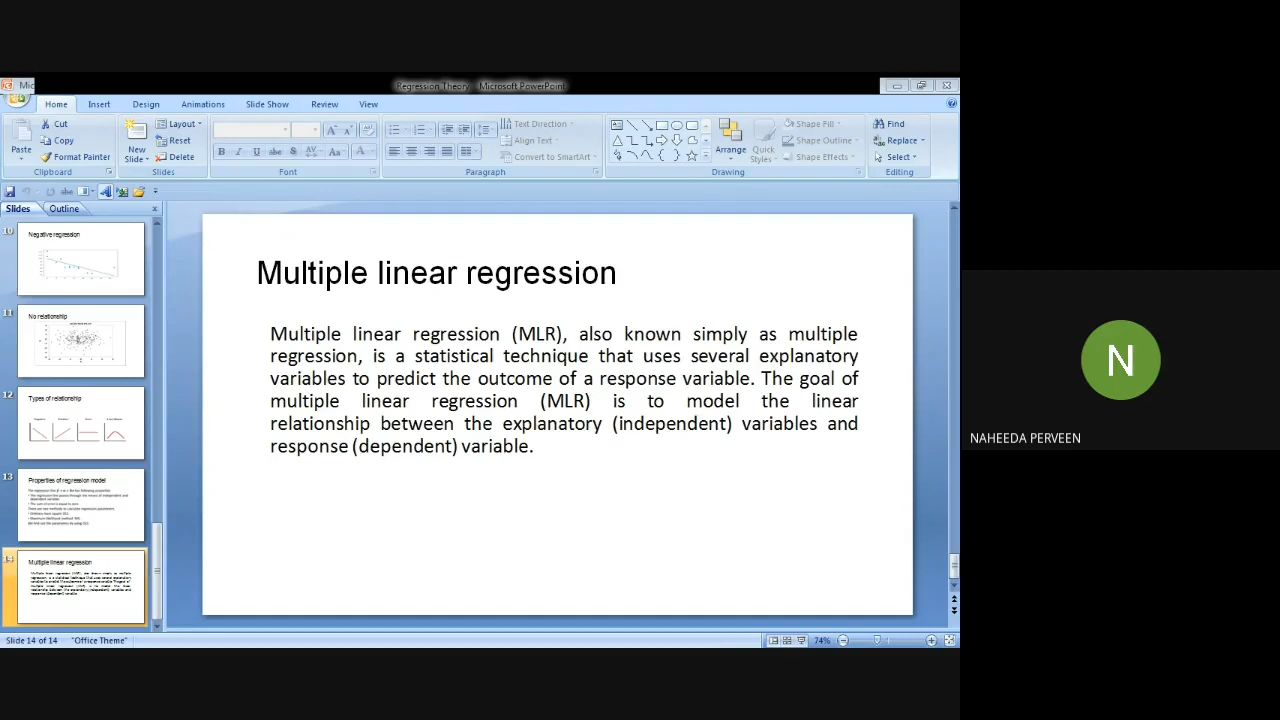 Mic
Regression Theory - Microsoft PowerPoint
Home Insert Design Animations Slide Show Review View
Paste
Cut
Copy
Format Painter
Clipboard
New Slide
Layout
Reset
Delete
Slides
Font
Paragraph
Text Direction
Align Text
Convert to SmartArt
Arrange
Quick Styles
Shape Fill
Shape Outline
Shape Effects
Drawing
Find
Replace
Select
Editing
Slides Outline
10
Negative regression
11
No relationship
12
Types of relationship
13
Properties of regression model
14
Multiple linear regression
Multiple linear regression
Multiple linear regression (MLR), also known simply as multiple
regression, is a statistical technique that uses several explanatory
variables to predict the outcome of a response variable. The goal of
multiple linear regression (MLR) is to model the linear
relationship between the explanatory (independent) variables and
response (dependent) variable.
Slide 14 of 14 "Office Theme" 74%
N
NAHEEDA PERVEEN